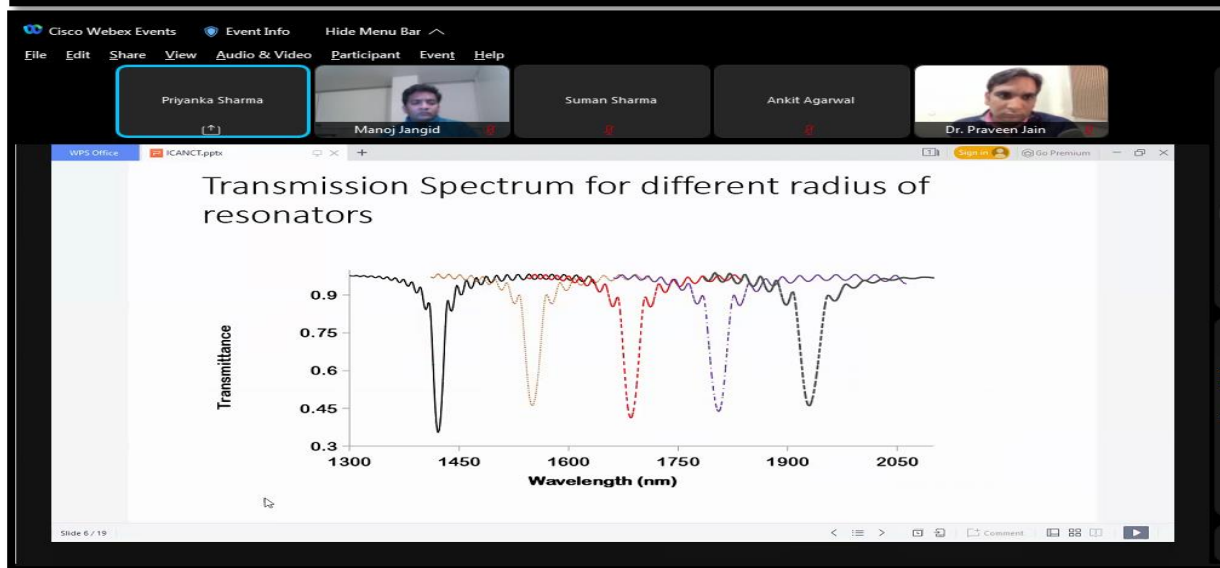 Cisco Webex Events Event Info Hide Menu Bar
File Edit Share View Audio & Video Participant Event Help
Priyanka Sharma
Manoj Jangid
Suman Sharma
Ankit Agarwal
Dr. Praveen Jain
WPS Office ICANCT.pptx Sign in Go Premium
Transmission Spectrum for different radius of
resonators
0.9
0.75
0.6
0.45
0.3
Transmittance
1300 1450 1600 1750 1900 2050
Wavelength (nm)
Slide 6 / 19 Comment